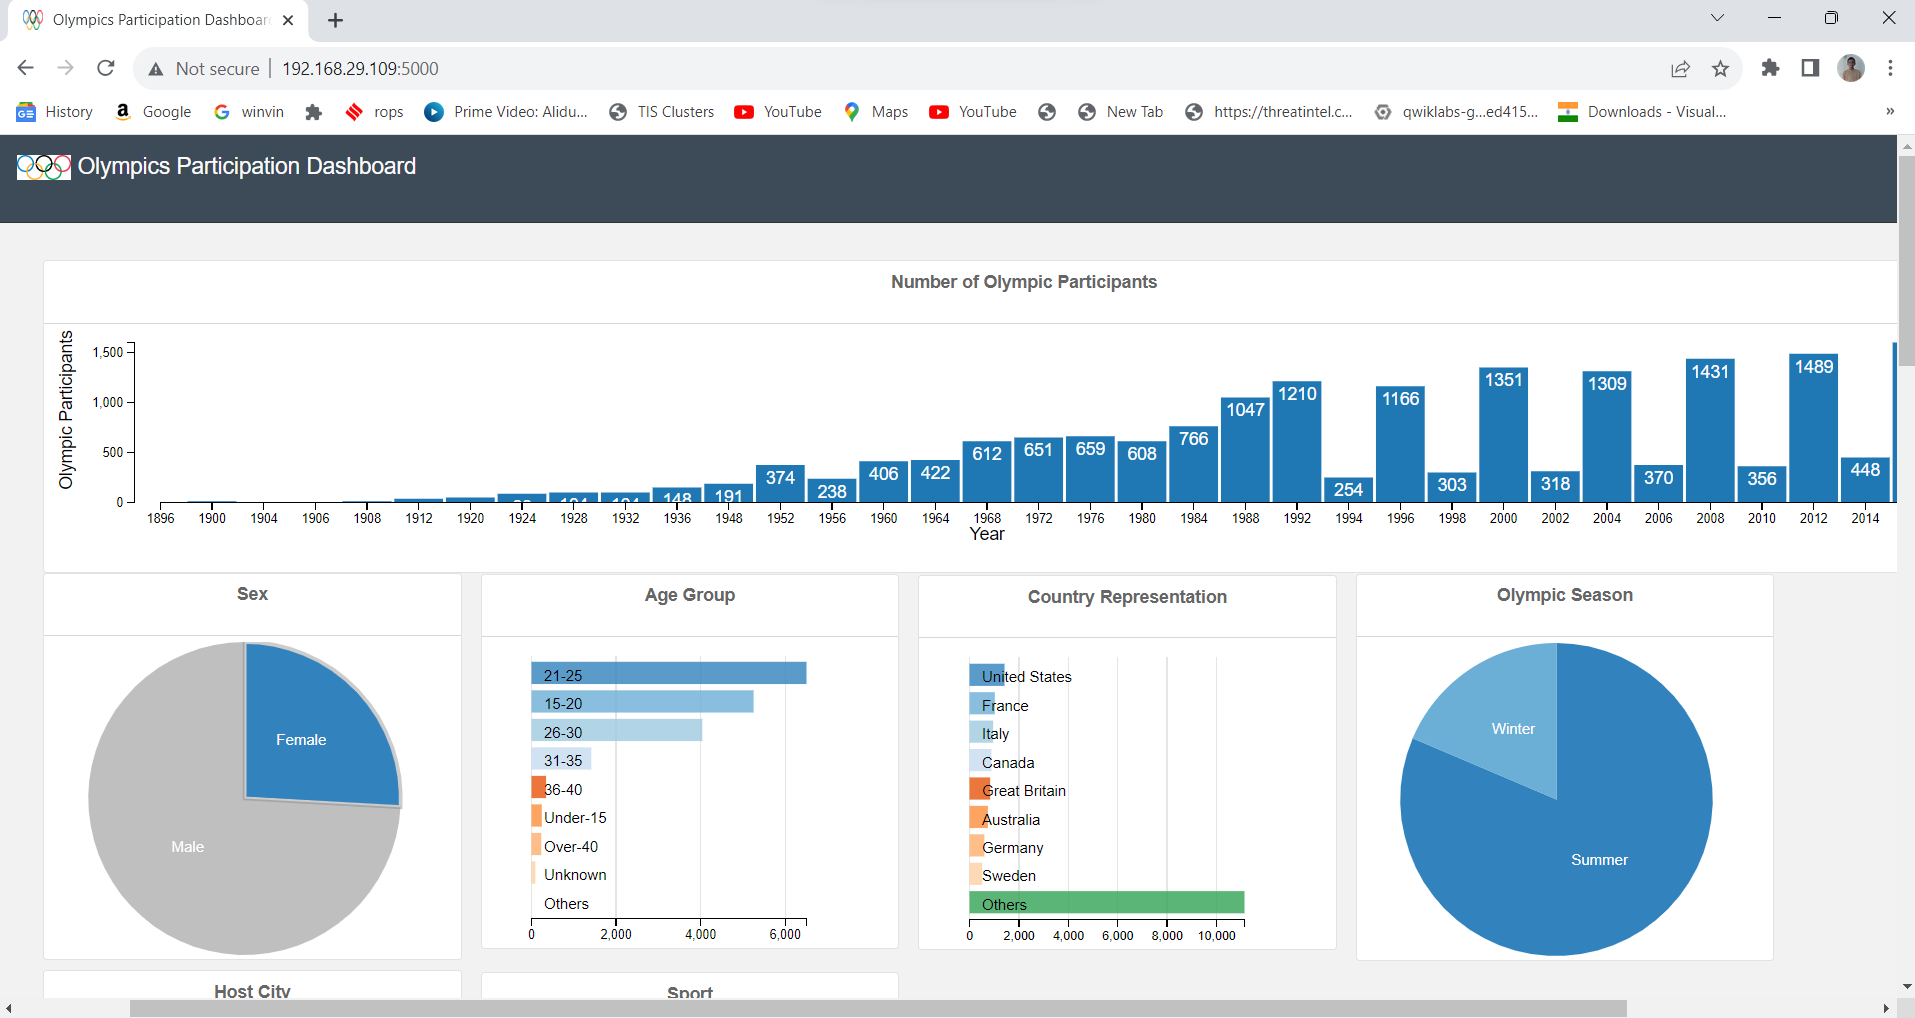 Olympics Participation Dashboar
Not secure
192.168.29.109:5000
History
Google
winvin
rops
Prime Video: Alidu...
TIS Clusters
YouTube
Maps
YouTube
New Tab
https://threatintel.c...
qwiklabs-g...ed415...
Downloads - Visual...
»
Olympics Participation Dashboard
Number of Olympic Participants
Olympic Participants
1,500
1,000
500
0
374
238
406
422
612
651
659
608
766
1047
1210
254
1166
303
1351
318
1309
370
1431
356
1489
448
148
191
1896
1900
1904
1906
1908
1912
1920
1924
1928
1932
1936
1948
1952
1956
1960
1964
1968
1972
1976
1980
1984
1988
1992
1994
1996
1998
2000
2002
2004
2006
2008
2010
2012
2014
Year
Sex
Female
Male
Age Group
21-25
15-20
26-30
31-35
36-40
Under-15
Over-40
Unknown
Others
0
2,000
4,000
6,000
Country Representation
United States
France
Italy
Canada
Great Britain
Australia
Germany
Sweden
Others
0
2,000
4,000
6,000
8,000
10,000
Olympic Season
Winter
Summer
Host City
Sport